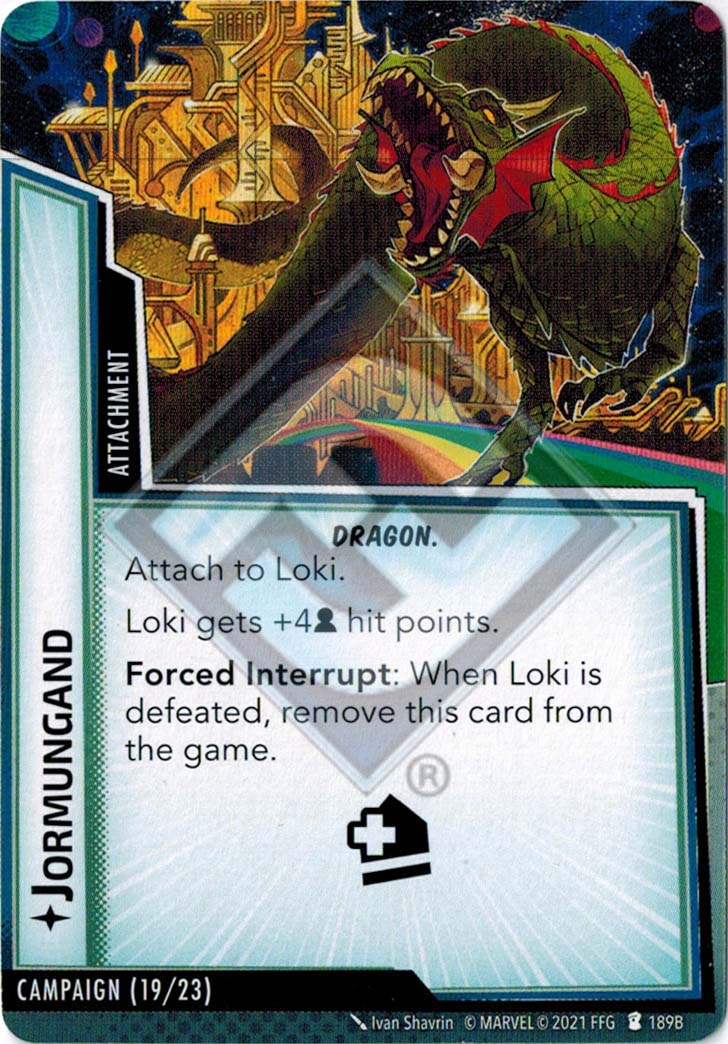 ATTACHMENT
DRAGON.
Attach to Loki.
Loki gets +4 hit points.
Forced Interrupt: When Loki is
defeated, remove this card from
the game.
®
JORMUNGAND
CAMPAIGN (19/23)
Ivan Shavrin © MARVEL © 2021 FFG 189B